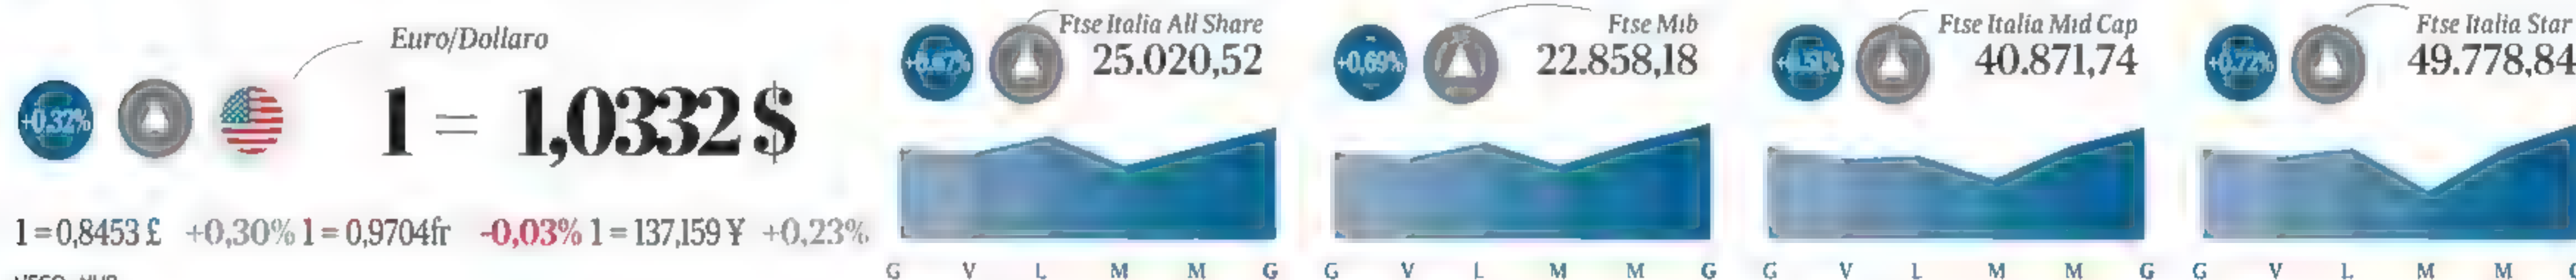 Euro/Dollaro
+0,32%
1 = 1,0332 $
1=0,8453 £ +0,30% 1=0,9704fr -0,03% 1=137,159 ¥ +0,23%
Ftse Italia All Share
25.020,52
G V L M M G
Ftse Mib
+0,69%
22.858,18
G V L M M G
Ftse Italia Mid Cap
40.871,74
G V L M M G
Ftse Italia Star
+0,72%
49.778,84
G V L M M